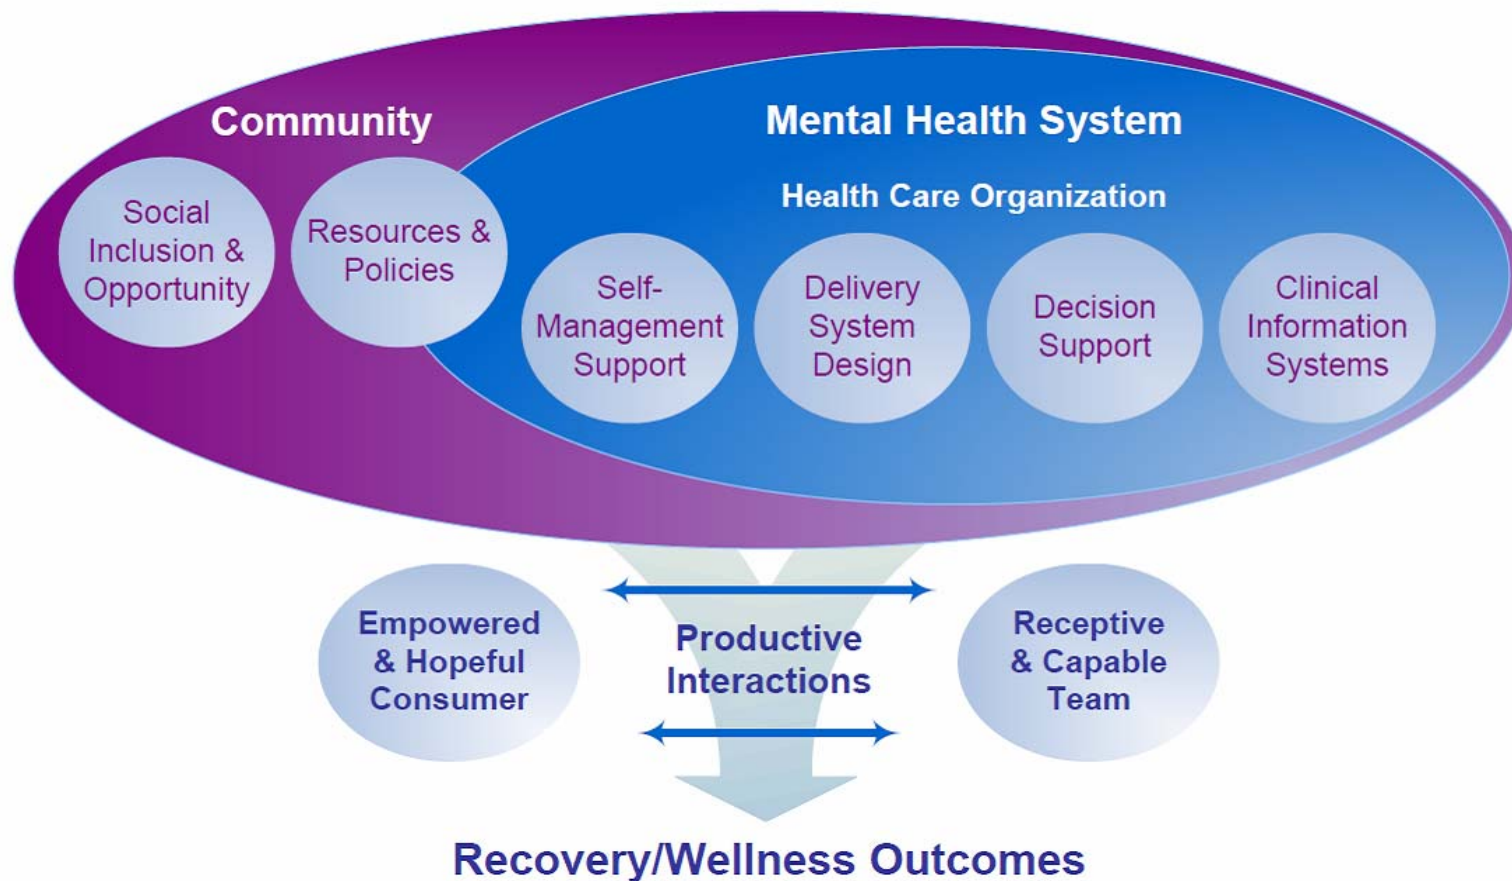 Community
Mental Health System
Health Care Organization
Social
Inclusion &
Opportunity
Resources &
Policies
Self-
Management
Support
Delivery
System
Design
Decision
Support
Clinical
Information
Systems
Empowered
& Hopeful
Consumer
Productive
Interactions
Receptive
& Capable
Team
Recovery/Wellness Outcomes